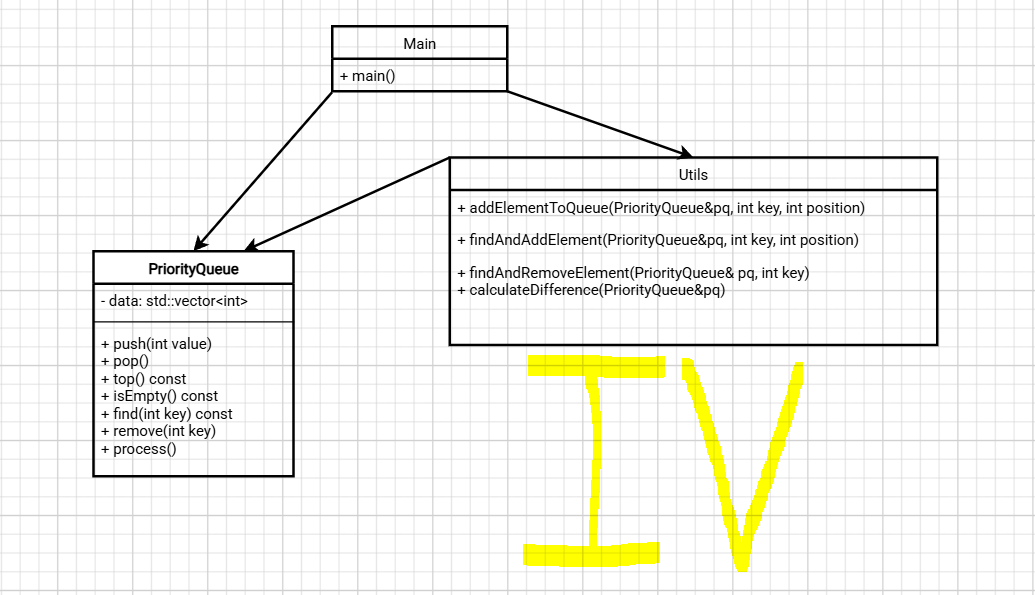 Main
+ main()
Utils
+ addElementToQueue(PriorityQueue&pq, int key, int position)
+ findAndAddElement(PriorityQueue&pq, int key, int position)
+ findAndRemoveElement(PriorityQueue& pq, int key)
+ calculateDifference(PriorityQueue&pq)
PriorityQueue
- data: std::vector<int>
+ push(int value)
+ pop()
+ top() const
+ isEmpty() const
+ find(int key) const
+ remove(int key)
+ process()
IV